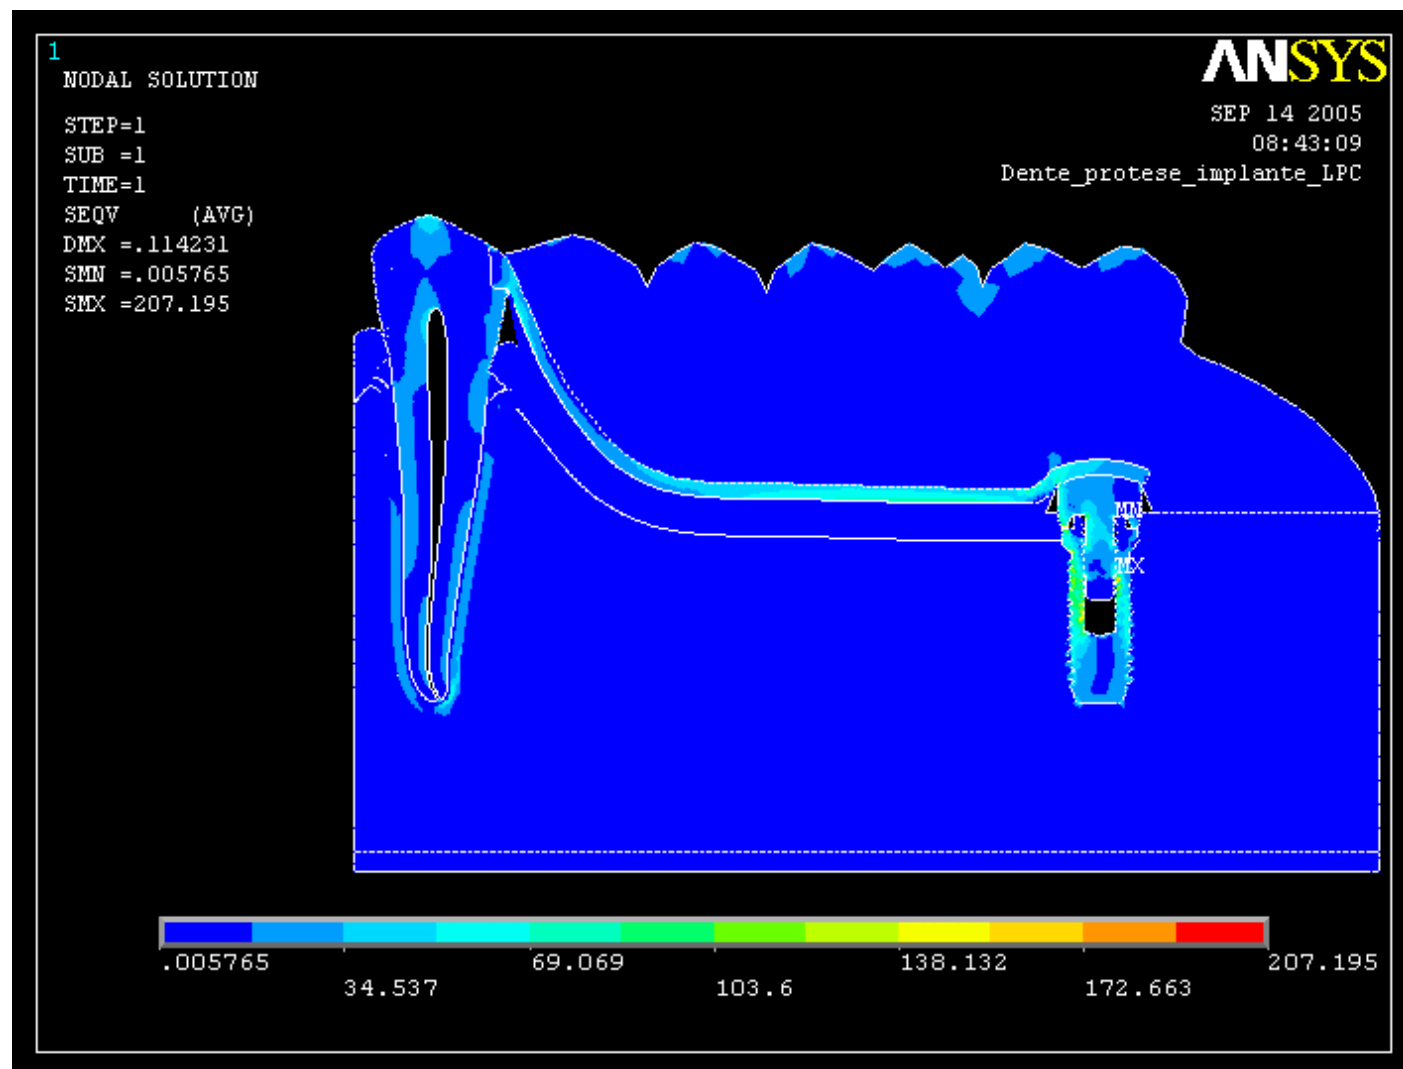 1
NODAL SOLUTION
STEP=1
SUB =1
TIME=1
SEQV     (AVG)
DMX =.114231
SMN =.005765
SMX =207.195
ANSYS
SEP 14 2005
08:43:09
Dente_protese_implante_LPC
MN
MX
.005765
34.537
69.069
103.6
138.132
172.663
207.195